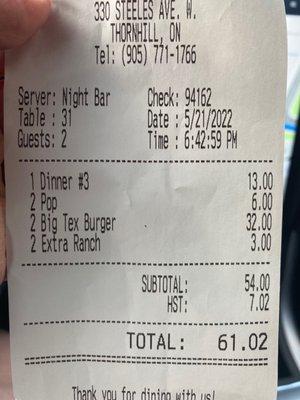 330 STEELES AVE. W.
THORNHILL, ON
Tel: (905) 771-1766
Server: Night Bar Check: 94162
Table : 31 Date : 5/21/2022
Guests: 2 Time : 6:42:59 PM
1 Dinner #3 13.00
2 Pop 6.00
2 Big Tex Burger 32.00
2 Extra Ranch 3.00
SUBTOTAL: 54.00
HST: 7.02
TOTAL: 61.02
Thank you for dining with us!